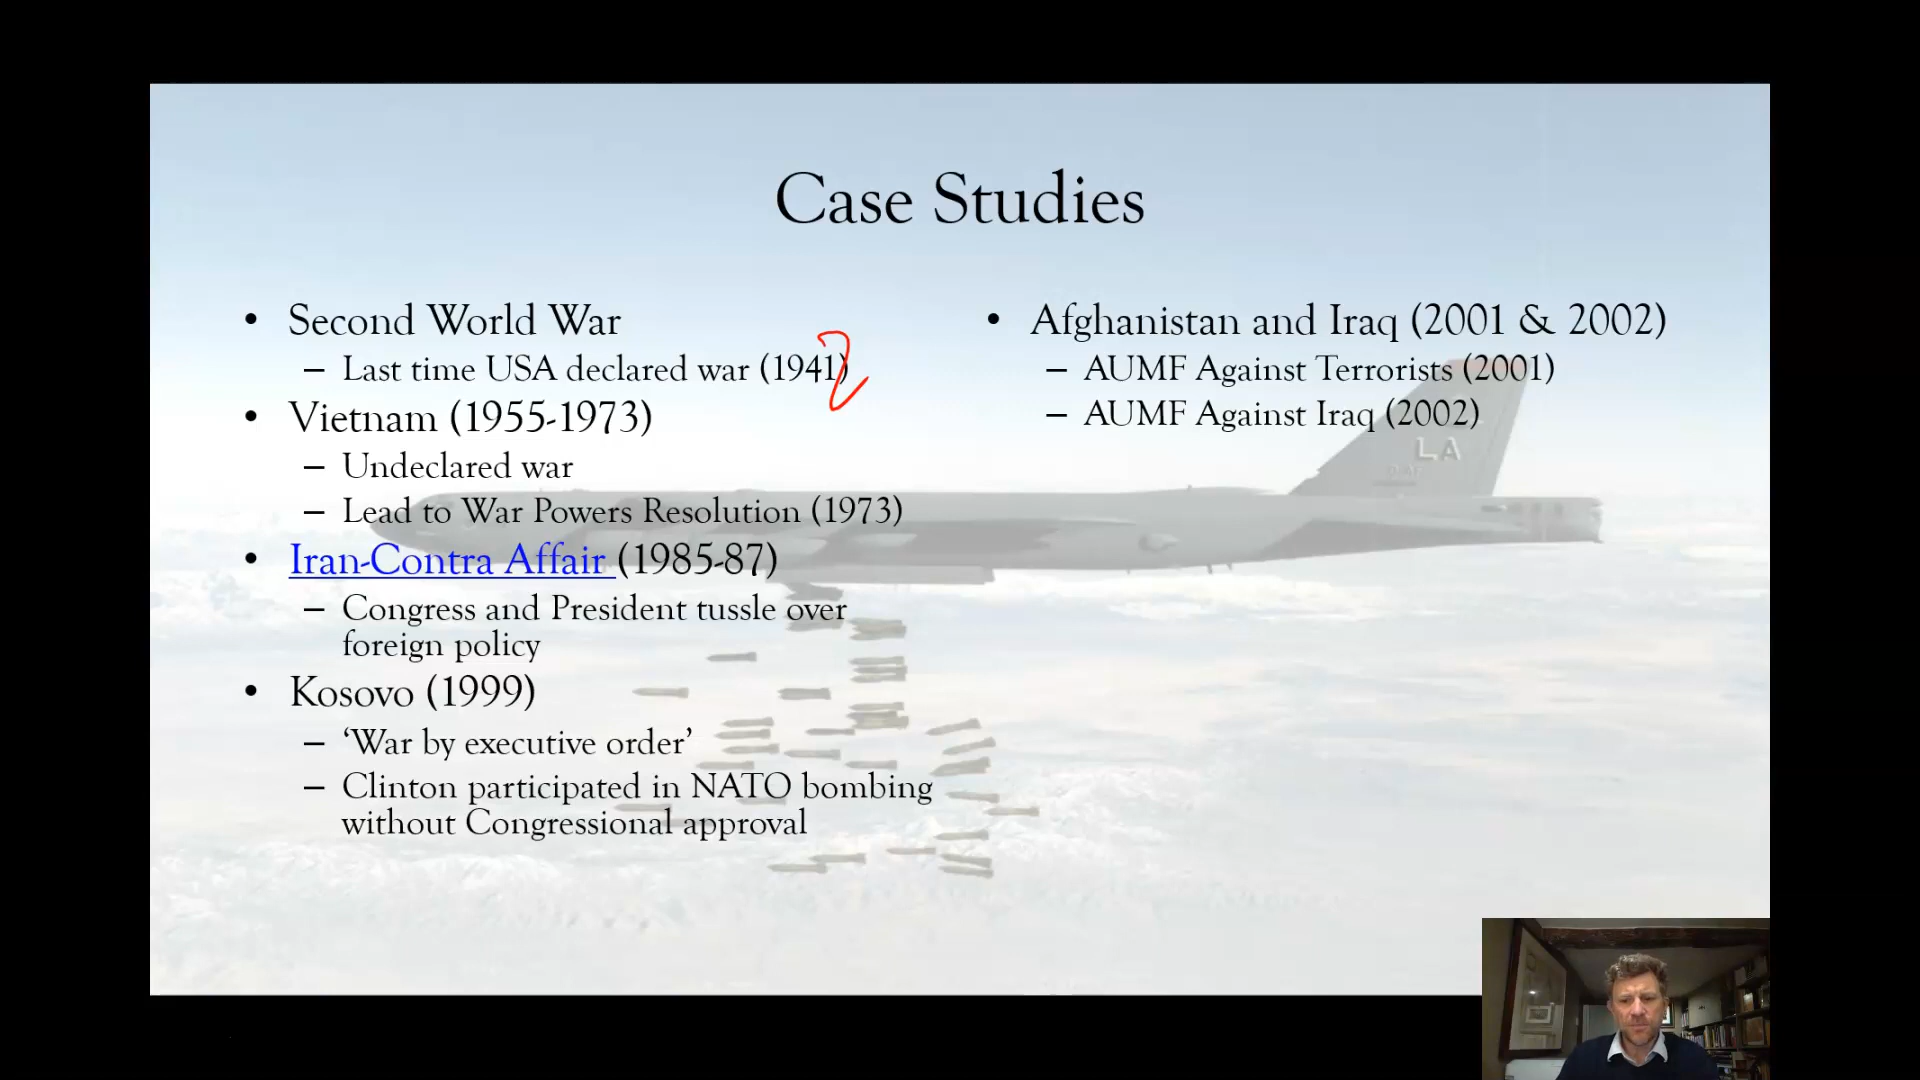 Case Studies
• Second World War
– Last time USA declared war (1941)
2
• Vietnam (1955-1973)
– Undeclared war
– Lead to War Powers Resolution (1973)
• Iran-Contra Affair (1985-87)
– Congress and President tussle over
foreign policy
• Kosovo (1999)
– ‘War by executive order’
– Clinton participated in NATO bombing
without Congressional approval
• Afghanistan and Iraq (2001 & 2002)
– AUMF Against Terrorists (2001)
– AUMF Against Iraq (2002)
LA